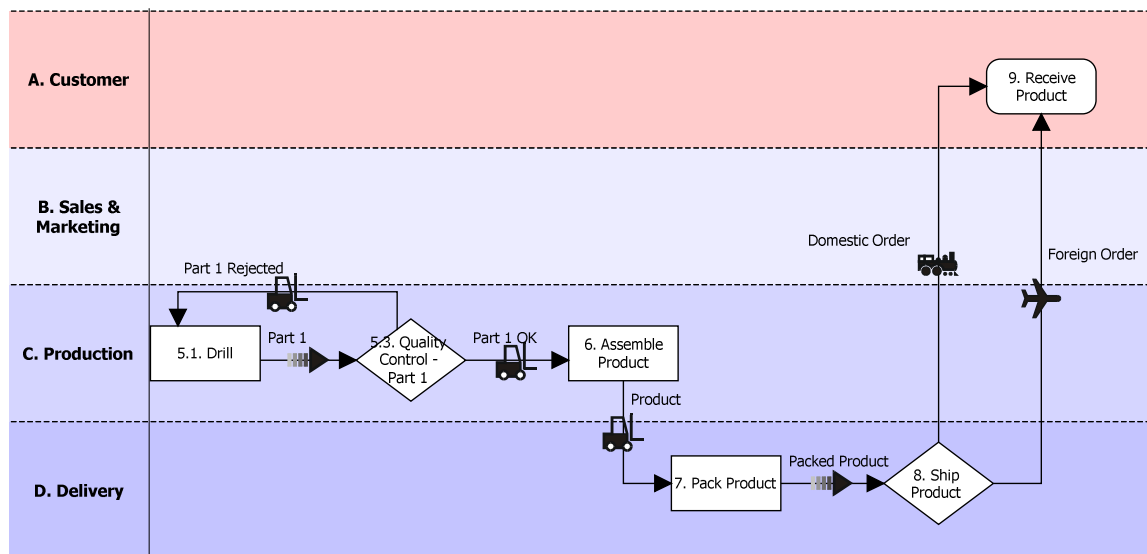 A. Customer
9. Receive
Product
B. Sales &
Marketing
Domestic Order
Foreign Order
Part 1 Rejected
C. Production
5.1. Drill
Part 1
5.3. Quality
Control -
Part 1
Part 1 OK
6. Assemble
Product
Product
D. Delivery
7. Pack Product
Packed Product
8. Ship
Product